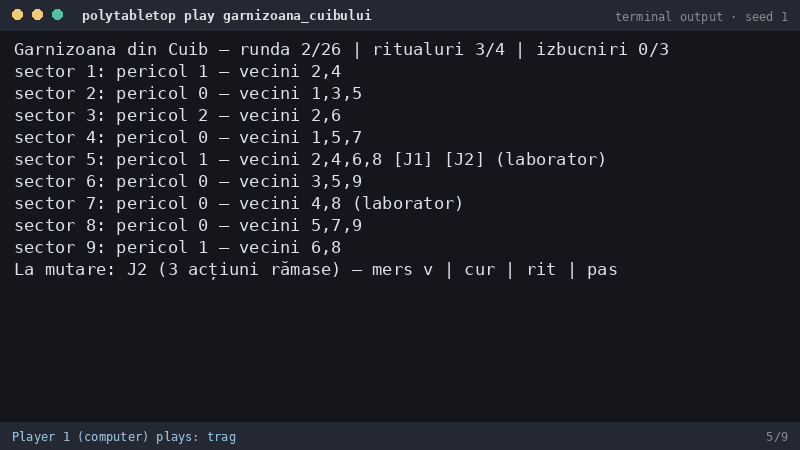 polytabletop play garnizoana_cuibului
terminal output · seed 1
Garnizoana din Cuib — runda 2/26 | ritualuri 3/4 | izbucniri 0/3
sector 1: pericol 1 — vecini 2,4
sector 2: pericol 0 — vecini 1,3,5
sector 3: pericol 2 — vecini 2,6
sector 4: pericol 0 — vecini 1,5,7
sector 5: pericol 1 — vecini 2,4,6,8 [J1] [J2] (laborator)
sector 6: pericol 0 — vecini 3,5,9
sector 7: pericol 0 — vecini 4,8 (laborator)
sector 8: pericol 0 — vecini 5,7,9
sector 9: pericol 1 — vecini 6,8
La mutare: J2 (3 acțiuni rămase) — mers v | cur | rit | pas
Player 1 (computer) plays: trag
5/9